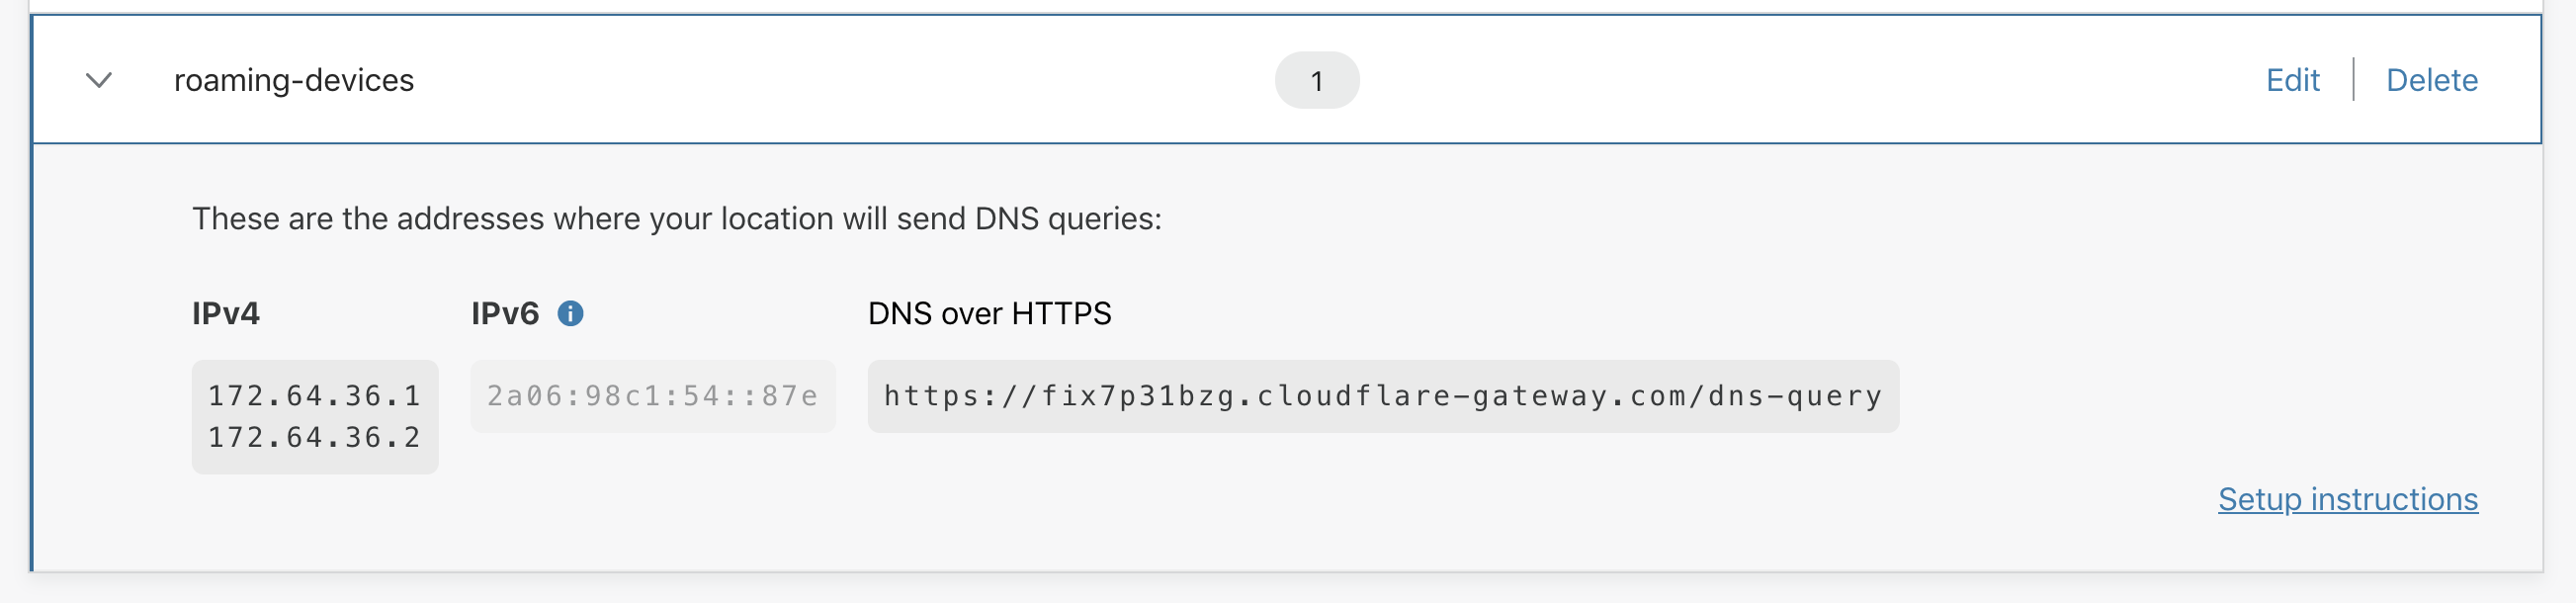 roaming-devices
1
Edit
Delete
These are the addresses where your location will send DNS queries:
IPv4
IPv6
DNS over HTTPS
172.64.36.1
172.64.36.2
2a06:98c1:54::87e
https://fix7p31bzg.cloudflare-gateway.com/dns-query
Setup instructions